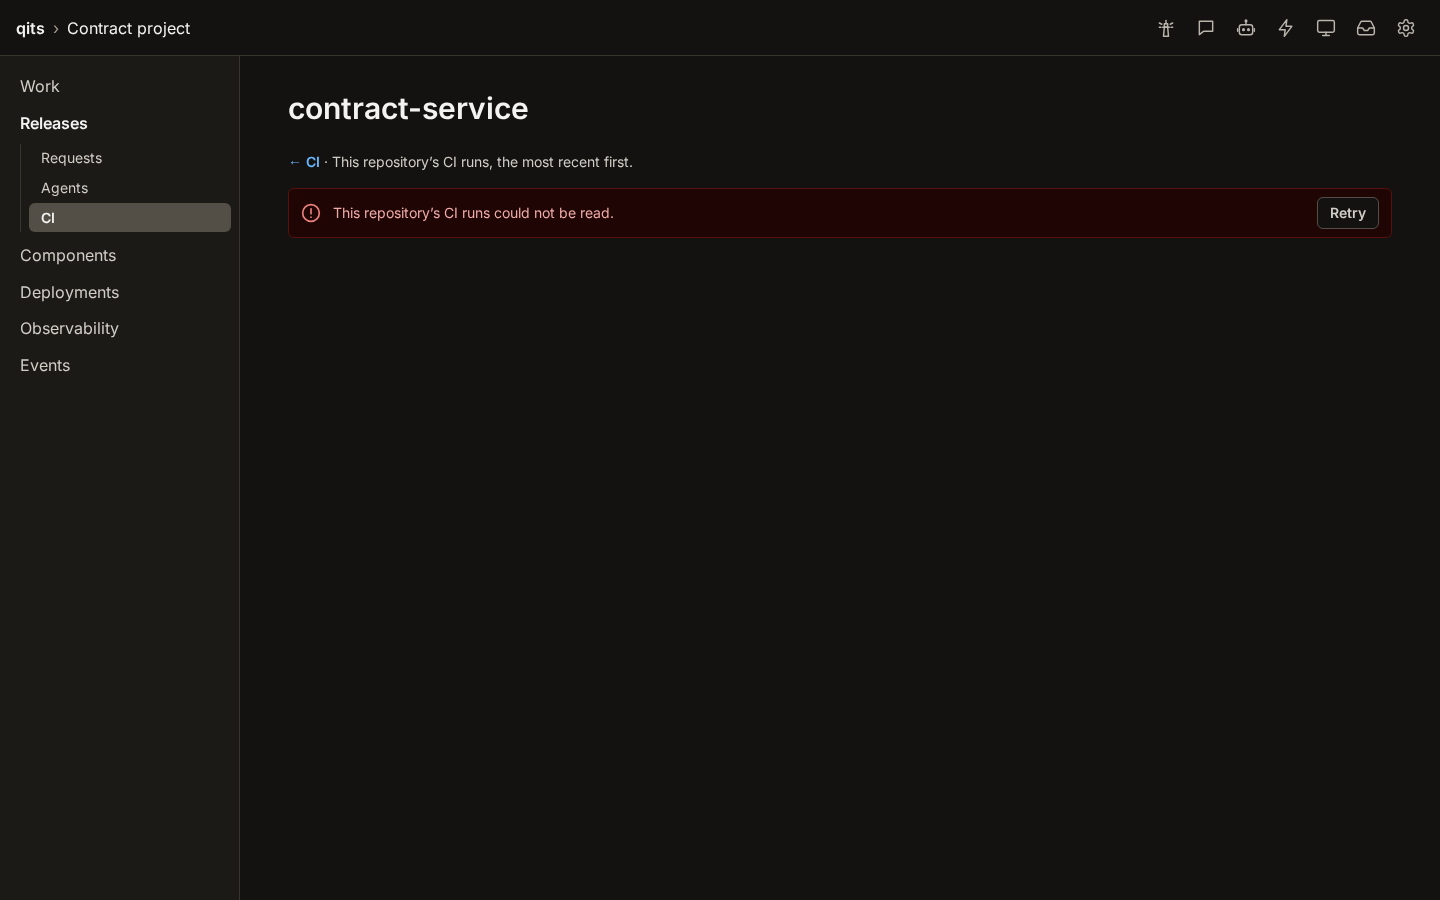 qits › Contract project
Work
Releases
Requests
Agents
CI
Components
Deployments
Observability
Events
contract-service
← CI · This repository’s CI runs, the most recent first.
This repository’s CI runs could not be read.
Retry